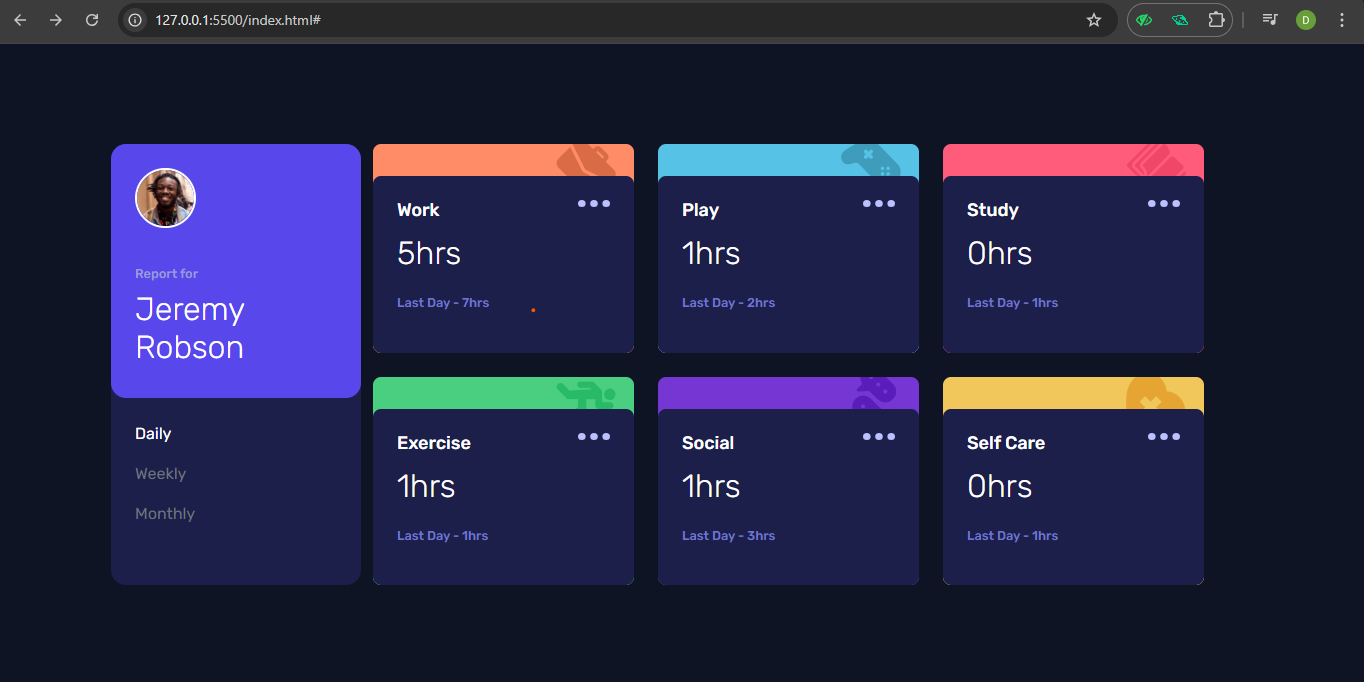 127.0.0.1:5500/index.html#
D
Report for
Jeremy
Robson
Daily
Weekly
Monthly
Work
5hrs
Last Day - 7hrs
Play
1hrs
Last Day - 2hrs
Study
0hrs
Last Day - 1hrs
Exercise
1hrs
Last Day - 1hrs
Social
1hrs
Last Day - 3hrs
Self Care
0hrs
Last Day - 1hrs